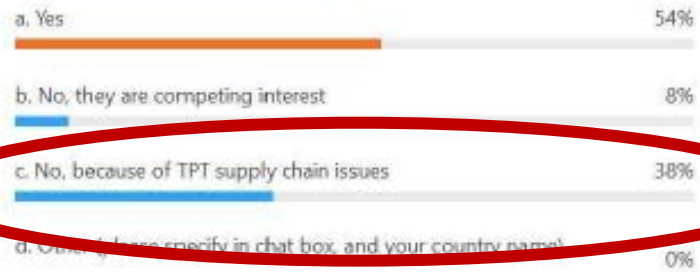 a. Yes 54%
b. No, they are competing interest 8%
c. No, because of TPT supply chain issues 38%
d. Other (please specify in chat box, and your country name) 0%